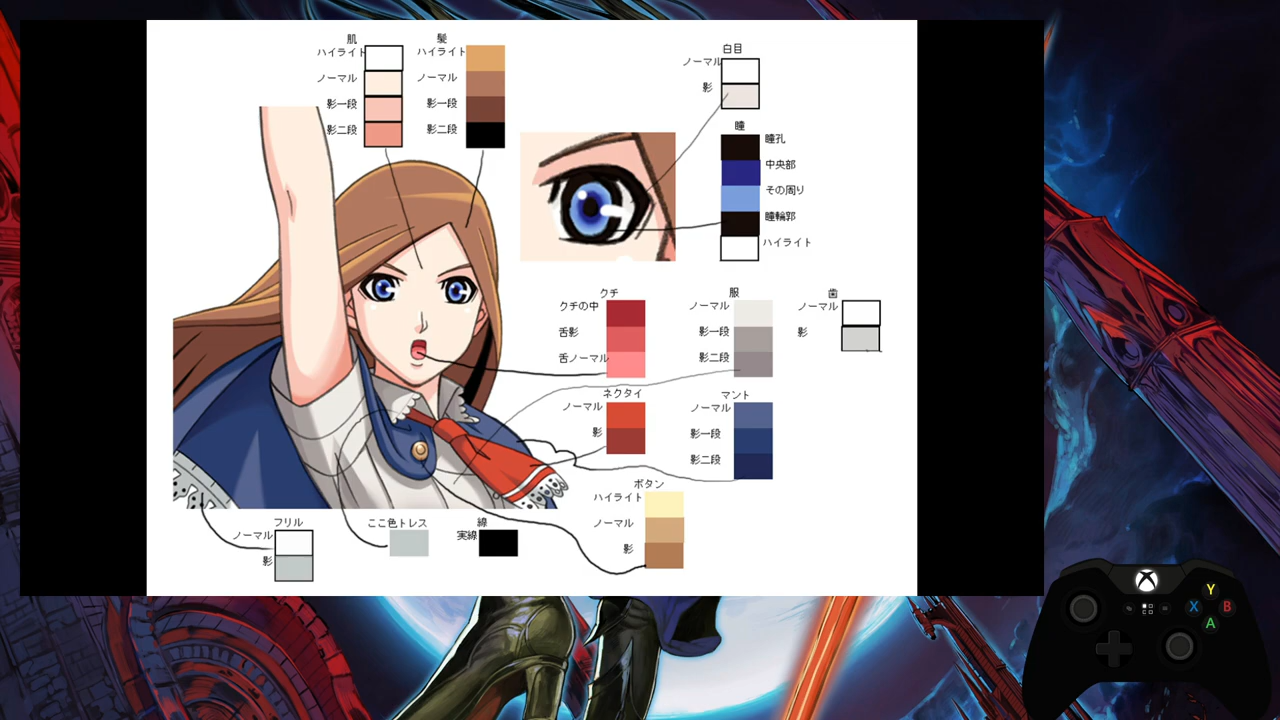 肌
ハイライト
ノーマル
影一段
影二段
髪
ハイライト
ノーマル
影一段
影二段
白目
ノーマル
影
瞳
瞳孔
中央部
その周り
瞳輪郭
ハイライト
クチ
クチの中
舌影
舌ノーマル
服
ノーマル
影一段
影二段
歯
ノーマル
影
ネクタイ
ノーマル
影
マント
ノーマル
影一段
影二段
ボタン
ハイライト
ノーマル
影
フリル
ノーマル
影
ここ色トレス
線
実線
Y
X
B
A